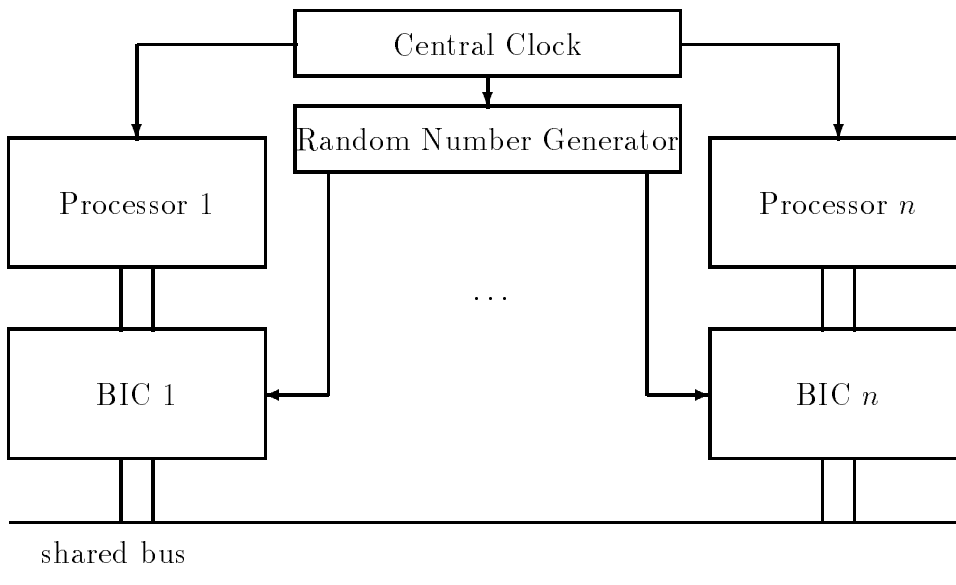 Central Clock
Random Number Generator
Processor 1
Processor n
. . .
BIC 1
BIC n
shared bus